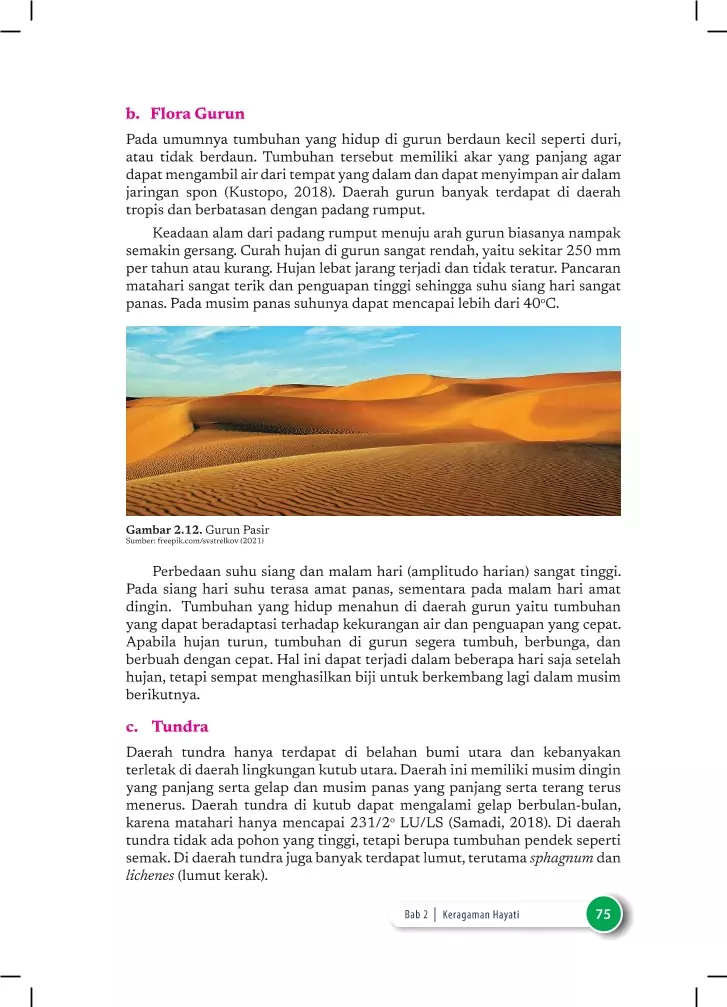 b. Flora Gurun
Pada umumnya tumbuhan yang hidup di gurun berdaun kecil seperti duri,
atau tidak berdaun. Tumbuhan tersebut memiliki akar yang panjang agar
dapat mengambil air dari tempat yang dalam dan dapat menyimpan air dalam
jaringan spon (Kustopo, 2018). Daerah gurun banyak terdapat di daerah
tropis dan berbatasan dengan padang rumput.
Keadaan alam dari padang rumput menuju arah gurun biasanya nampak
semakin gersang. Curah hujan di gurun sangat rendah, yaitu sekitar 250 mm
per tahun atau kurang. Hujan lebat jarang terjadi dan tidak teratur. Pancaran
matahari sangat terik dan penguapan tinggi sehingga suhu siang hari sangat
panas. Pada musim panas suhunya dapat mencapai lebih dari 40°C.
Gambar 2.12. Gurun Pasir
Sumber: freepik.com/svstrelkov (2021)
Perbedaan suhu siang dan malam hari (amplitudo harian) sangat tinggi.
Pada siang hari suhu terasa amat panas, sementara pada malam hari amat
dingin. Tumbuhan yang hidup menahun di daerah gurun yaitu tumbuhan
yang dapat beradaptasi terhadap kekurangan air dan penguapan yang cepat.
Apabila hujan turun, tumbuhan di gurun segera tumbuh, berbunga, dan
berbuah dengan cepat. Hal ini dapat terjadi dalam beberapa hari saja setelah
hujan, tetapi sempat menghasilkan biji untuk berkembang lagi dalam musim
berikutnya.
c. Tundra
Daerah tundra hanya terdapat di belahan bumi utara dan kebanyakan
terletak di daerah lingkungan kutub utara. Daerah ini memiliki musim dingin
yang panjang serta gelap dan musim panas yang panjang serta terang terus
menerus. Daerah tundra di kutub dapat mengalami gelap berbulan-bulan,
karena matahari hanya mencapai 231/2° LU/LS (Samadi, 2018). Di daerah
tundra tidak ada pohon yang tinggi, tetapi berupa tumbuhan pendek seperti
semak. Di daerah tundra juga banyak terdapat lumut, terutama sphagnum dan
lichenes (lumut kerak).
Bab 2 | Keragaman Hayati 75